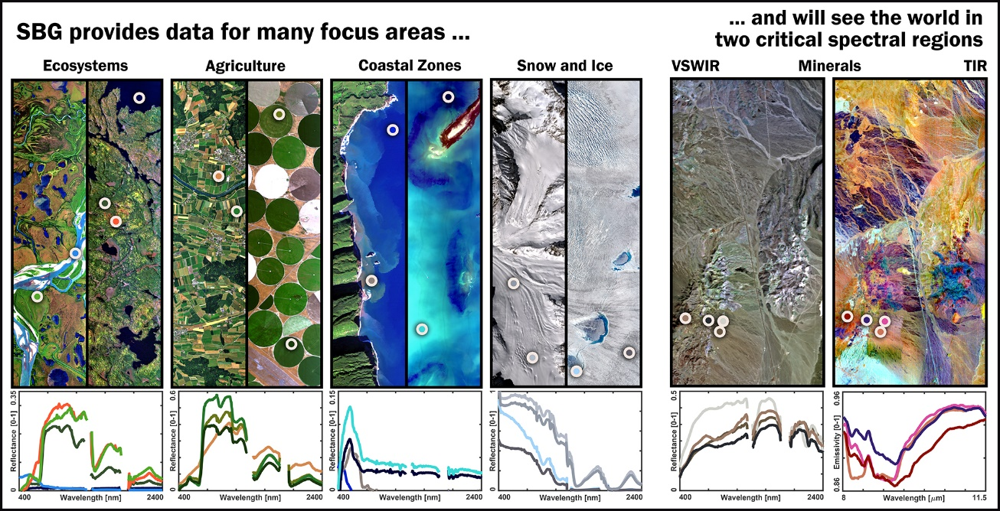 SBG provides data for many focus areas ...
... and will see the world in
two critical spectral regions
Ecosystems
Agriculture
Coastal Zones
Snow and Ice
VSWIR
Minerals
TIR
0.35
Reflectance [0-1]
0
400
Wavelength [nm]
2400
0.6
Reflectance [0-1]
0
400
Wavelength [nm]
2400
0.15
Reflectance [0-1]
0
400
Wavelength [nm]
2400
1
Reflectance [0-1]
0
400
Wavelength [nm]
2400
0.5
Reflectance [0-1]
0
400
Wavelength [nm]
2400
0.96
Emissivity [0-1]
0.86
8
Wavelength [μm]
11.5